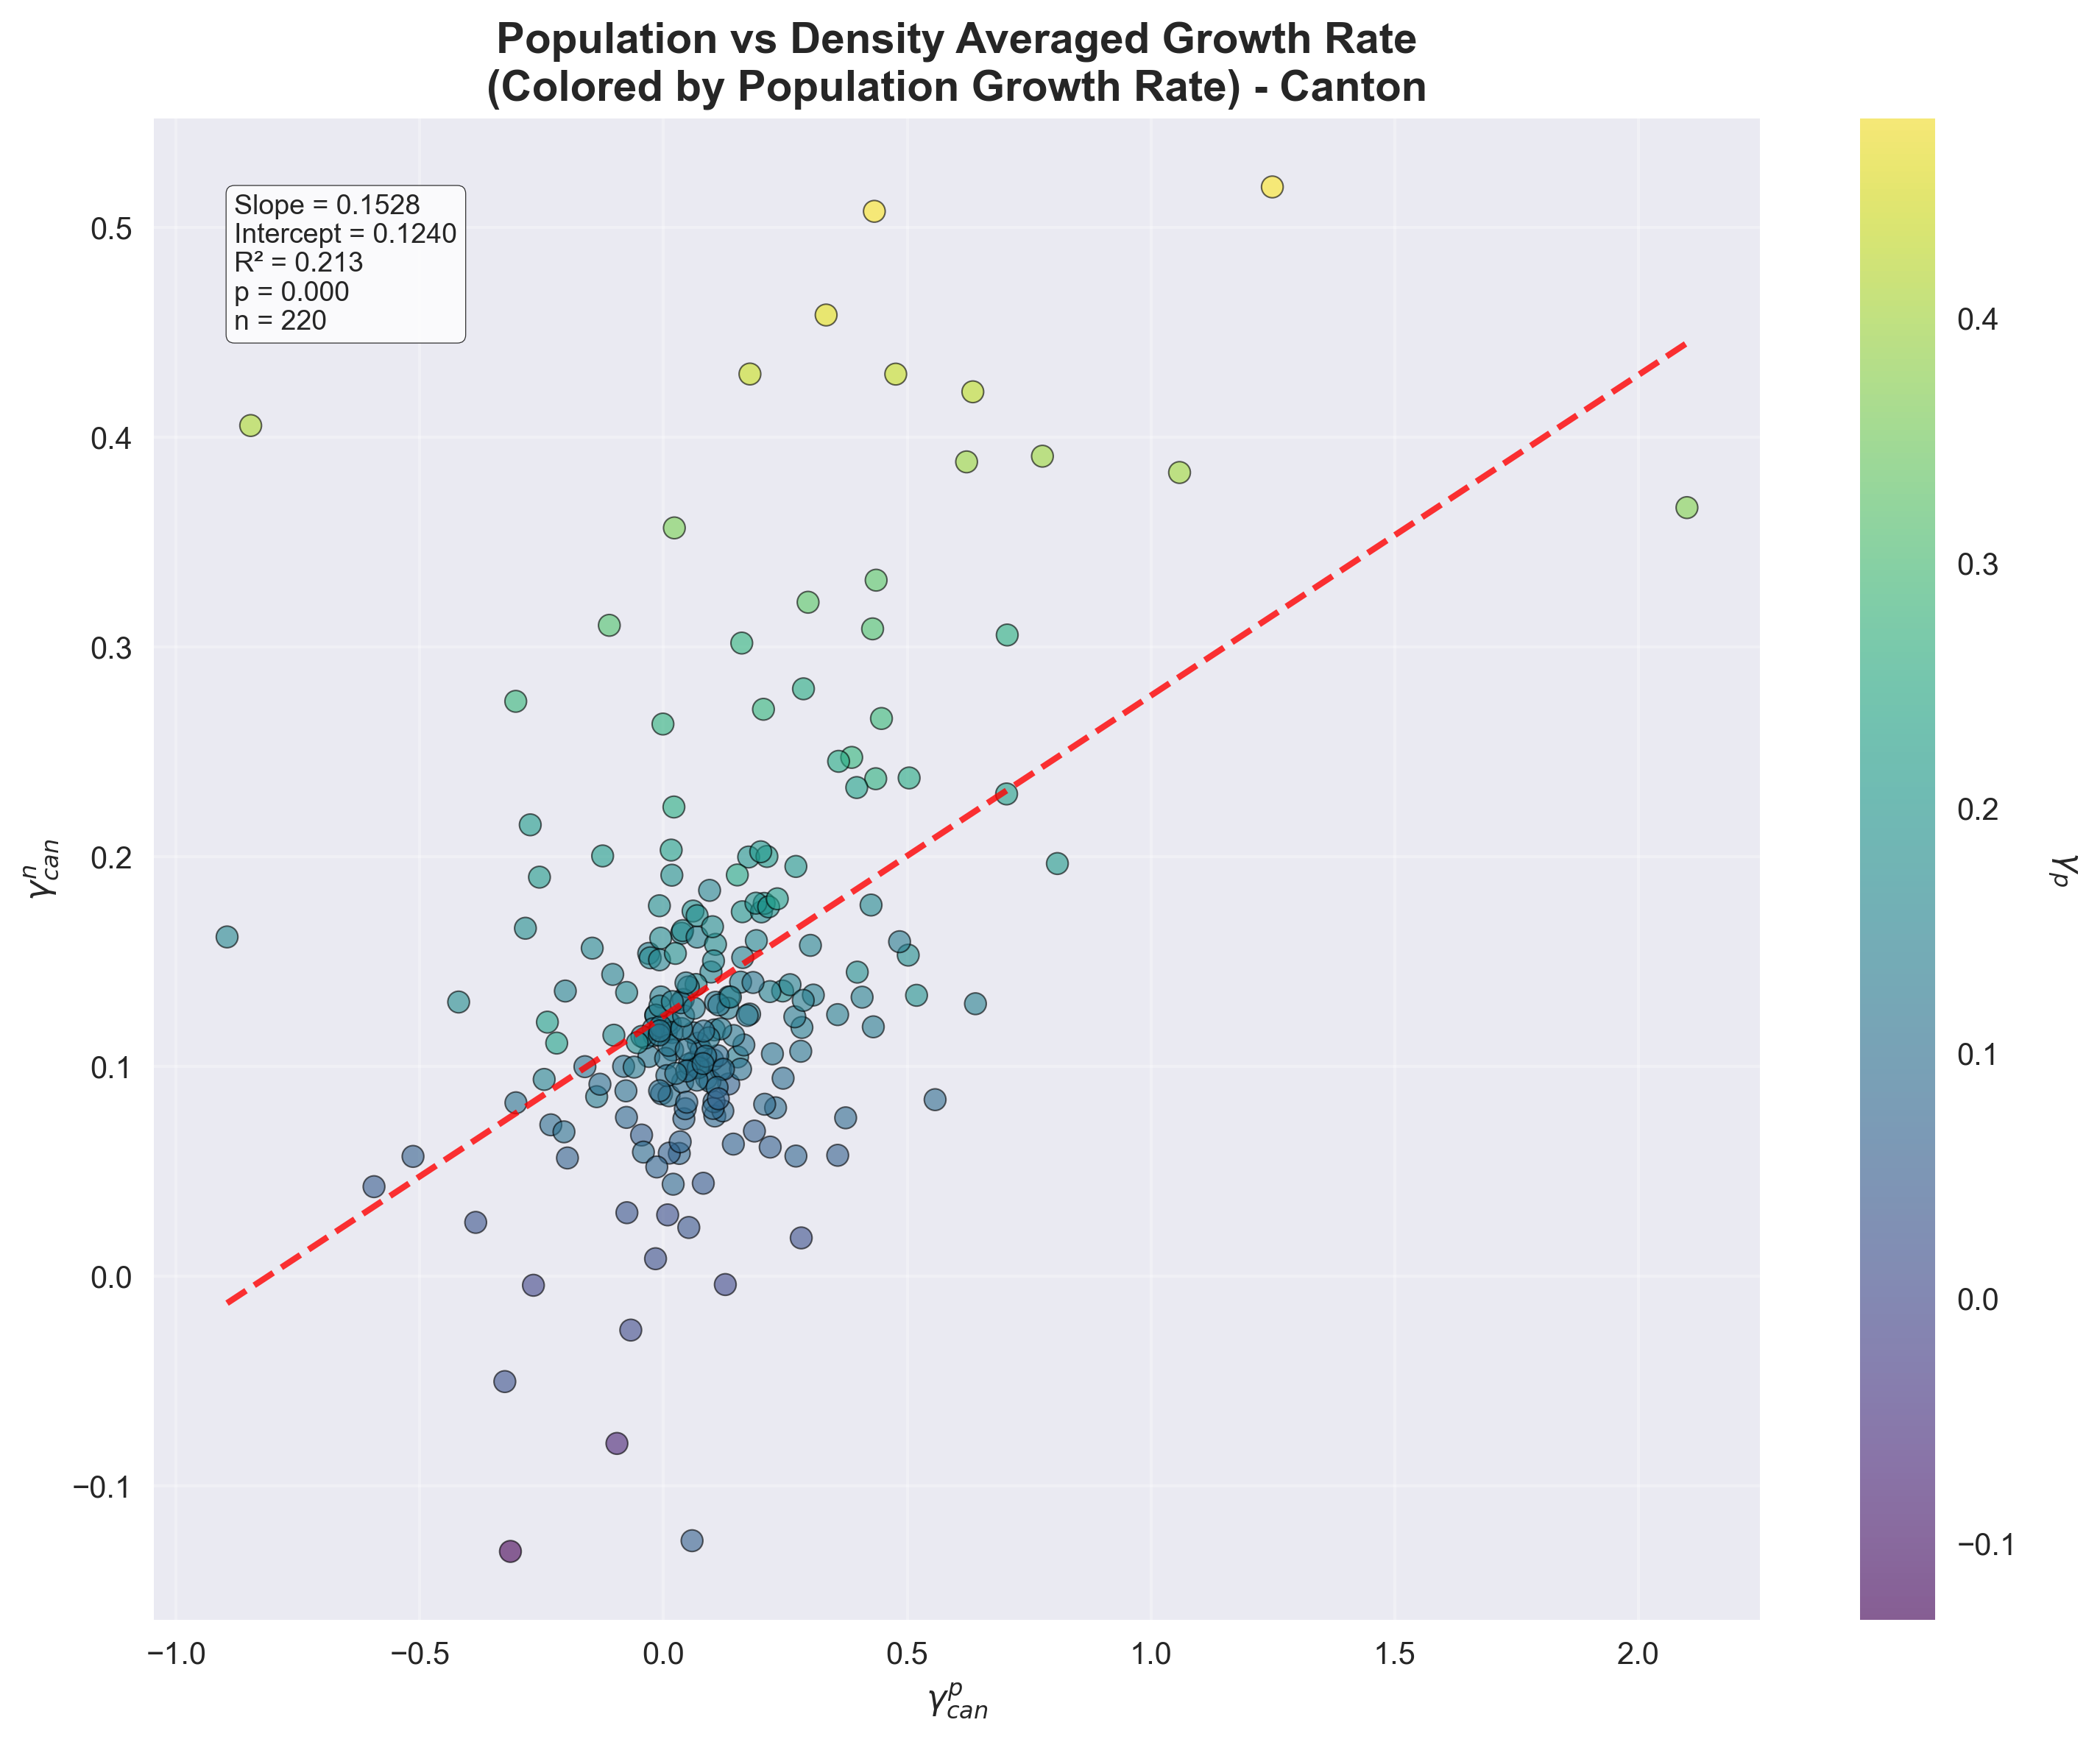 Population vs Density Averaged Growth Rate
(Colored by Population Growth Rate) - Canton
Slope = 0.1528
Intercept = 0.1240
R² = 0.213
p = 0.000
n = 220
0.5
0.4
0.3
0.2
0.1
0.0
−0.1
γⁿ_can
−1.0 −0.5 0.0 0.5 1.0 1.5 2.0
γᵖ_can
0.4
0.3
0.2
0.1
0.0
−0.1
γ_p